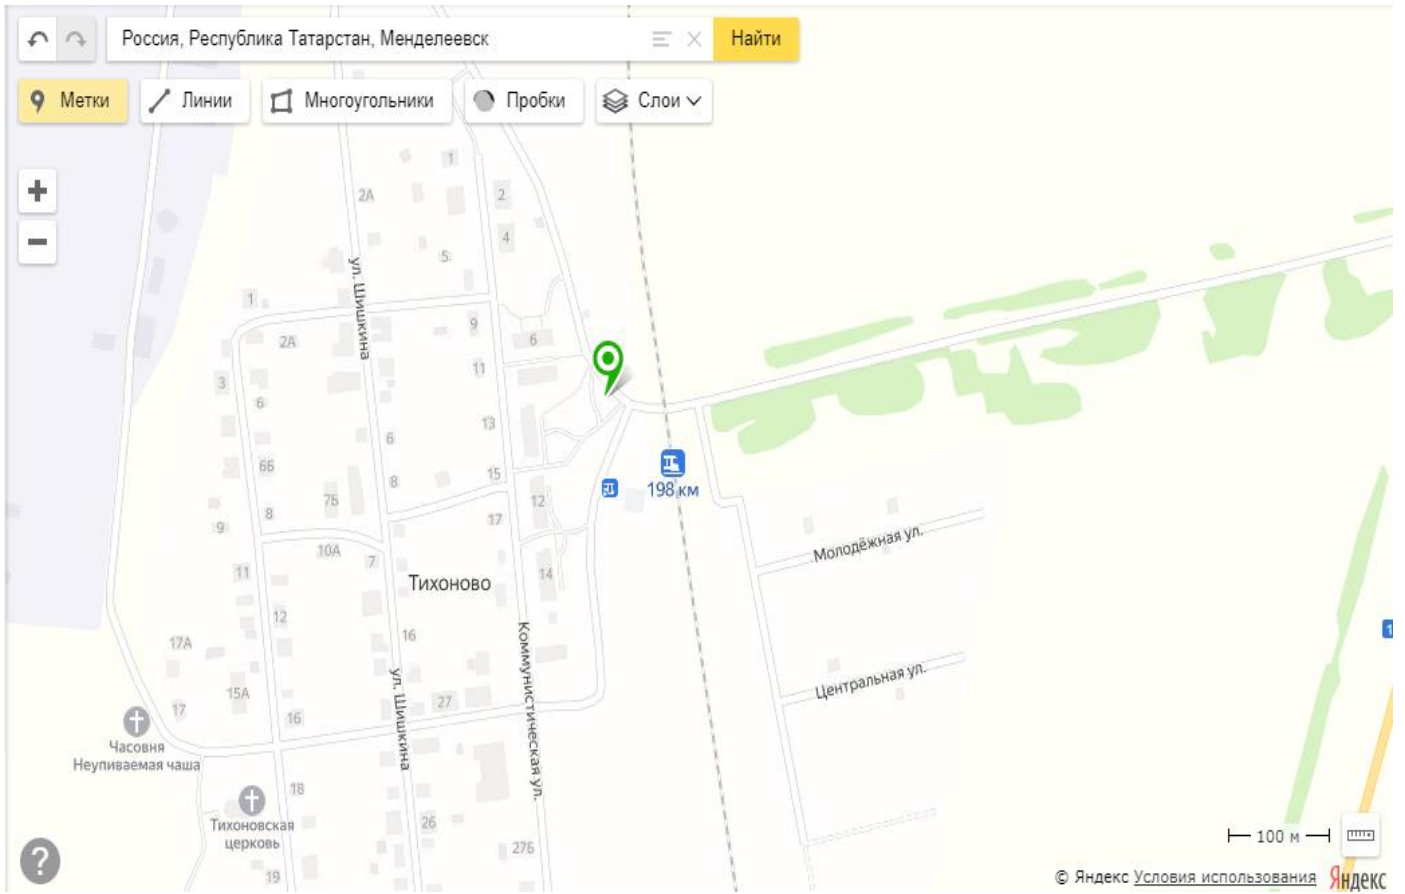 Россия, Республика Татарстан, Менделеевск
Найти
Метки
Линии
Многоугольники
Пробки
Слои
1
2А
2
4
5
ул. Шишкина
1
9
6
2А
11
3
6
13
6
6Б
15
8
198 км
7Б
12
8
17
9
Молодёжная ул.
10А
7
11
14
Тихоново
12
16
1
17А
Коммунистическая ул.
ул. Шишкина
Центральная ул.
15А
27
17
16
Часовня
Неупиваемая чаша
18
Тихоновская
церковь
26
27Б
19
100 м
?
© Яндекс Условия использования Яндекс